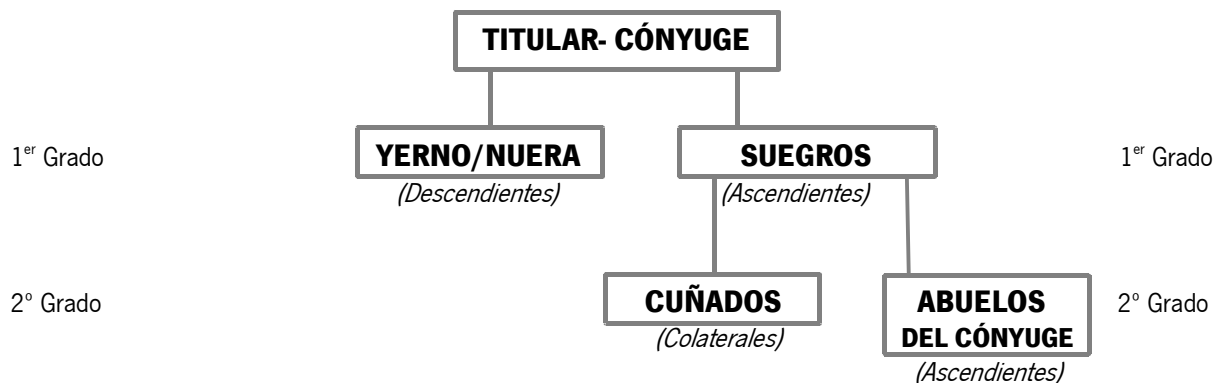 TITULAR- CÓNYUGE
1er Grado
YERNO/NUERA
SUEGROS
1er Grado
(Descendientes)
(Ascendientes)
2º Grado
CUÑADOS
ABUELOS
DEL CÓNYUGE
2º Grado
(Colaterales)
(Ascendientes)